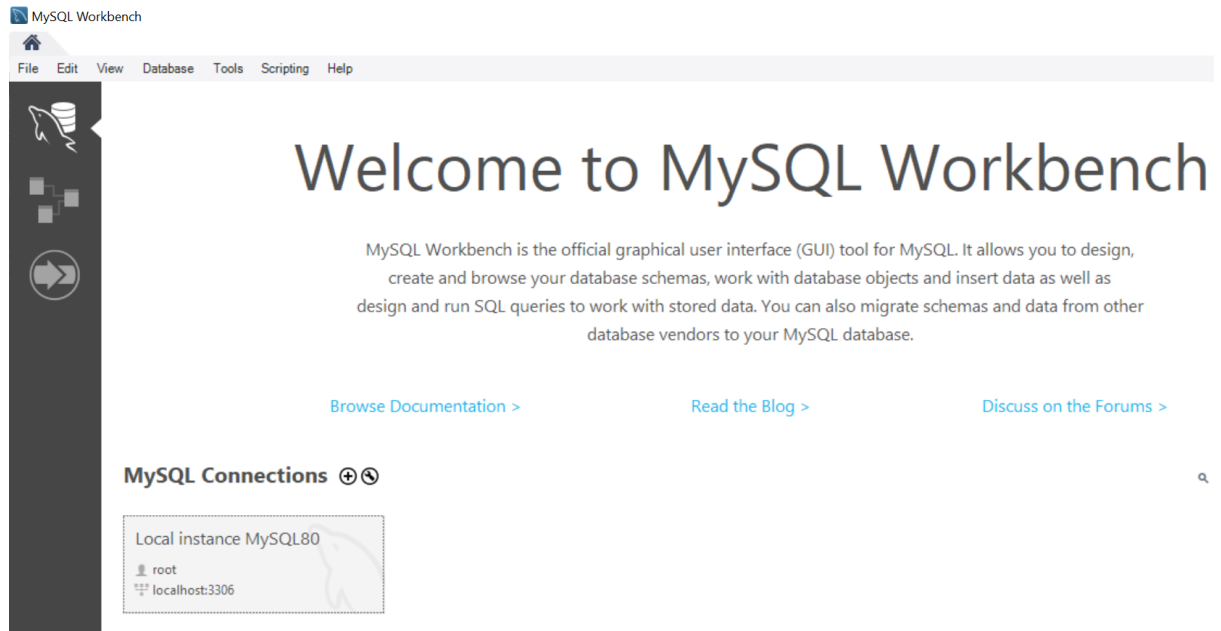 MySQL Workbench
File Edit View Database Tools Scripting Help
Welcome to MySQL Workbench
MySQL Workbench is the official graphical user interface (GUI) tool for MySQL. It allows you to design,
create and browse your database schemas, work with database objects and insert data as well as
design and run SQL queries to work with stored data. You can also migrate schemas and data from other
database vendors to your MySQL database.
Browse Documentation > Read the Blog > Discuss on the Forums >
MySQL Connections
Local instance MySQL80
root
localhost:3306